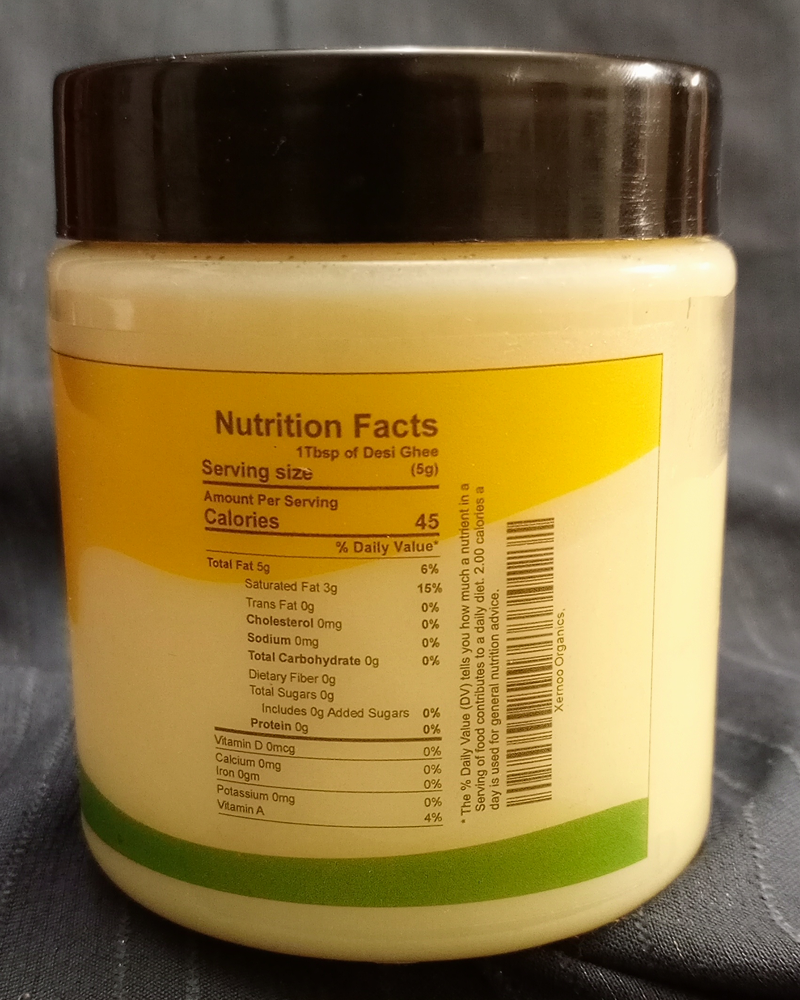 Nutrition Facts
1Tbsp of Desi Ghee
Serving size (5g)
Amount Per Serving
Calories 45
% Daily Value*
Total Fat 5g 6%
Saturated Fat 3g 15%
Trans Fat 0g 0%
Cholesterol 0mg 0%
Sodium 0mg 0%
Total Carbohydrate 0g 0%
Dietary Fiber 0g
Total Sugars 0g
Includes 0g Added Sugars 0%
Protein 0g 0%
Vitamin D 0mcg 0%
Calcium 0mg 0%
Iron 0gm 0%
Potassium 0mg 0%
Vitamin A 4%
* The % Daily Value (DV) tells you how much a nutrient in a
Serving of food contributes to a daily diet. 2,00 calories a
day is used for general nutrition advice.
Xernoo Organics.